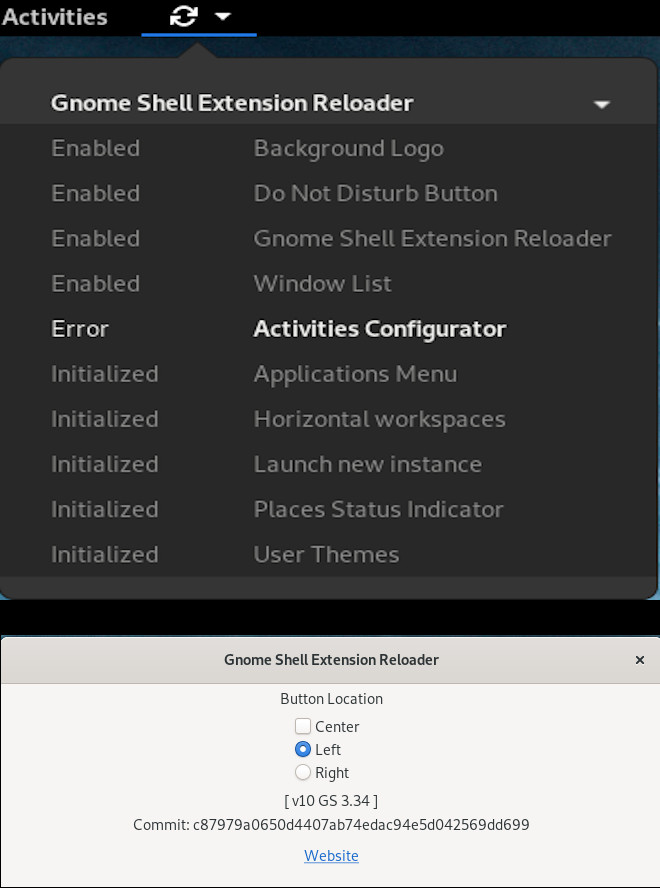 Activities
Gnome Shell Extension Reloader
Enabled Background Logo
Enabled Do Not Disturb Button
Enabled Gnome Shell Extension Reloader
Enabled Window List
Error Activities Configurator
Initialized Applications Menu
Initialized Horizontal workspaces
Initialized Launch new instance
Initialized Places Status Indicator
Initialized User Themes
Gnome Shell Extension Reloader
Button Location
Center
Left
Right
[ v10 GS 3.34 ]
Commit: c87979a0650d4407ab74edac94e5d042569dd699
Website